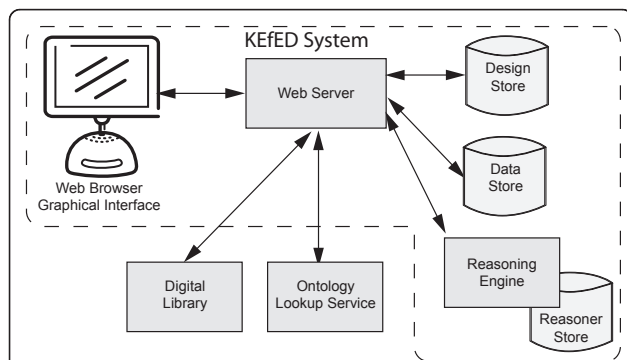 KEfED System
Web Server
Design
Store
Web Browser
Graphical Interface
Data
Store
Digital
Library
Ontology
Lookup Service
Reasoning
Engine
Reasoner
Store